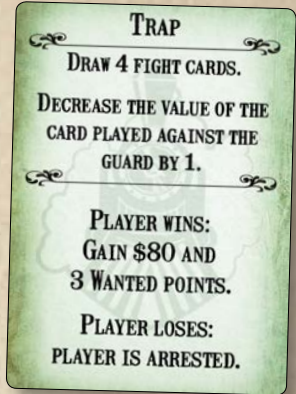 TRAP
DRAW 4 FIGHT CARDS.
DECREASE THE VALUE OF THE
CARD PLAYED AGAINST THE
GUARD BY 1.
PLAYER WINS:
GAIN $80 AND
3 WANTED POINTS.
PLAYER LOSES:
PLAYER IS ARRESTED.